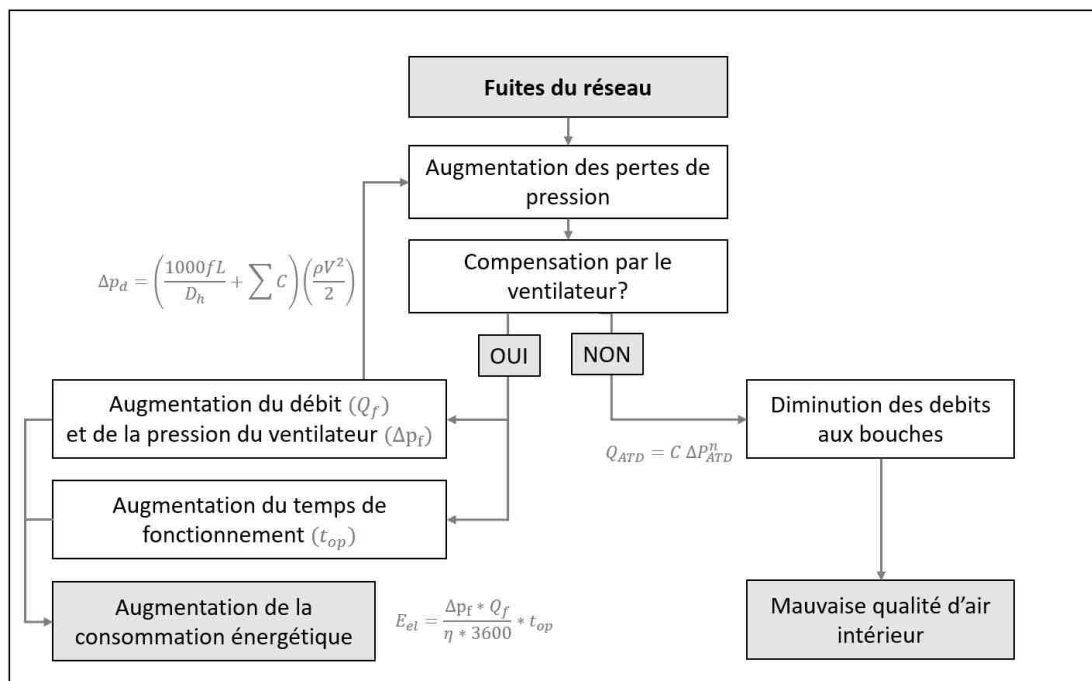 Fuites du réseau
Augmentation des pertes de
pression
Compensation par le
ventilateur?
Δp_d = (1000fL/D_h + ∑ C) (ρV²/2)
OUI
NON
Augmentation du débit (Q_f)
et de la pression du ventilateur (Δp_f)
Diminution des debits
aux bouches
Q_ATD = C ΔP_ATD^n
Augmentation du temps de
fonctionnement (t_op)
Augmentation de la
consommation énergétique
E_el = Δp_f * Q_f / η * 3600 * t_op
Mauvaise qualité d’air
intérieur